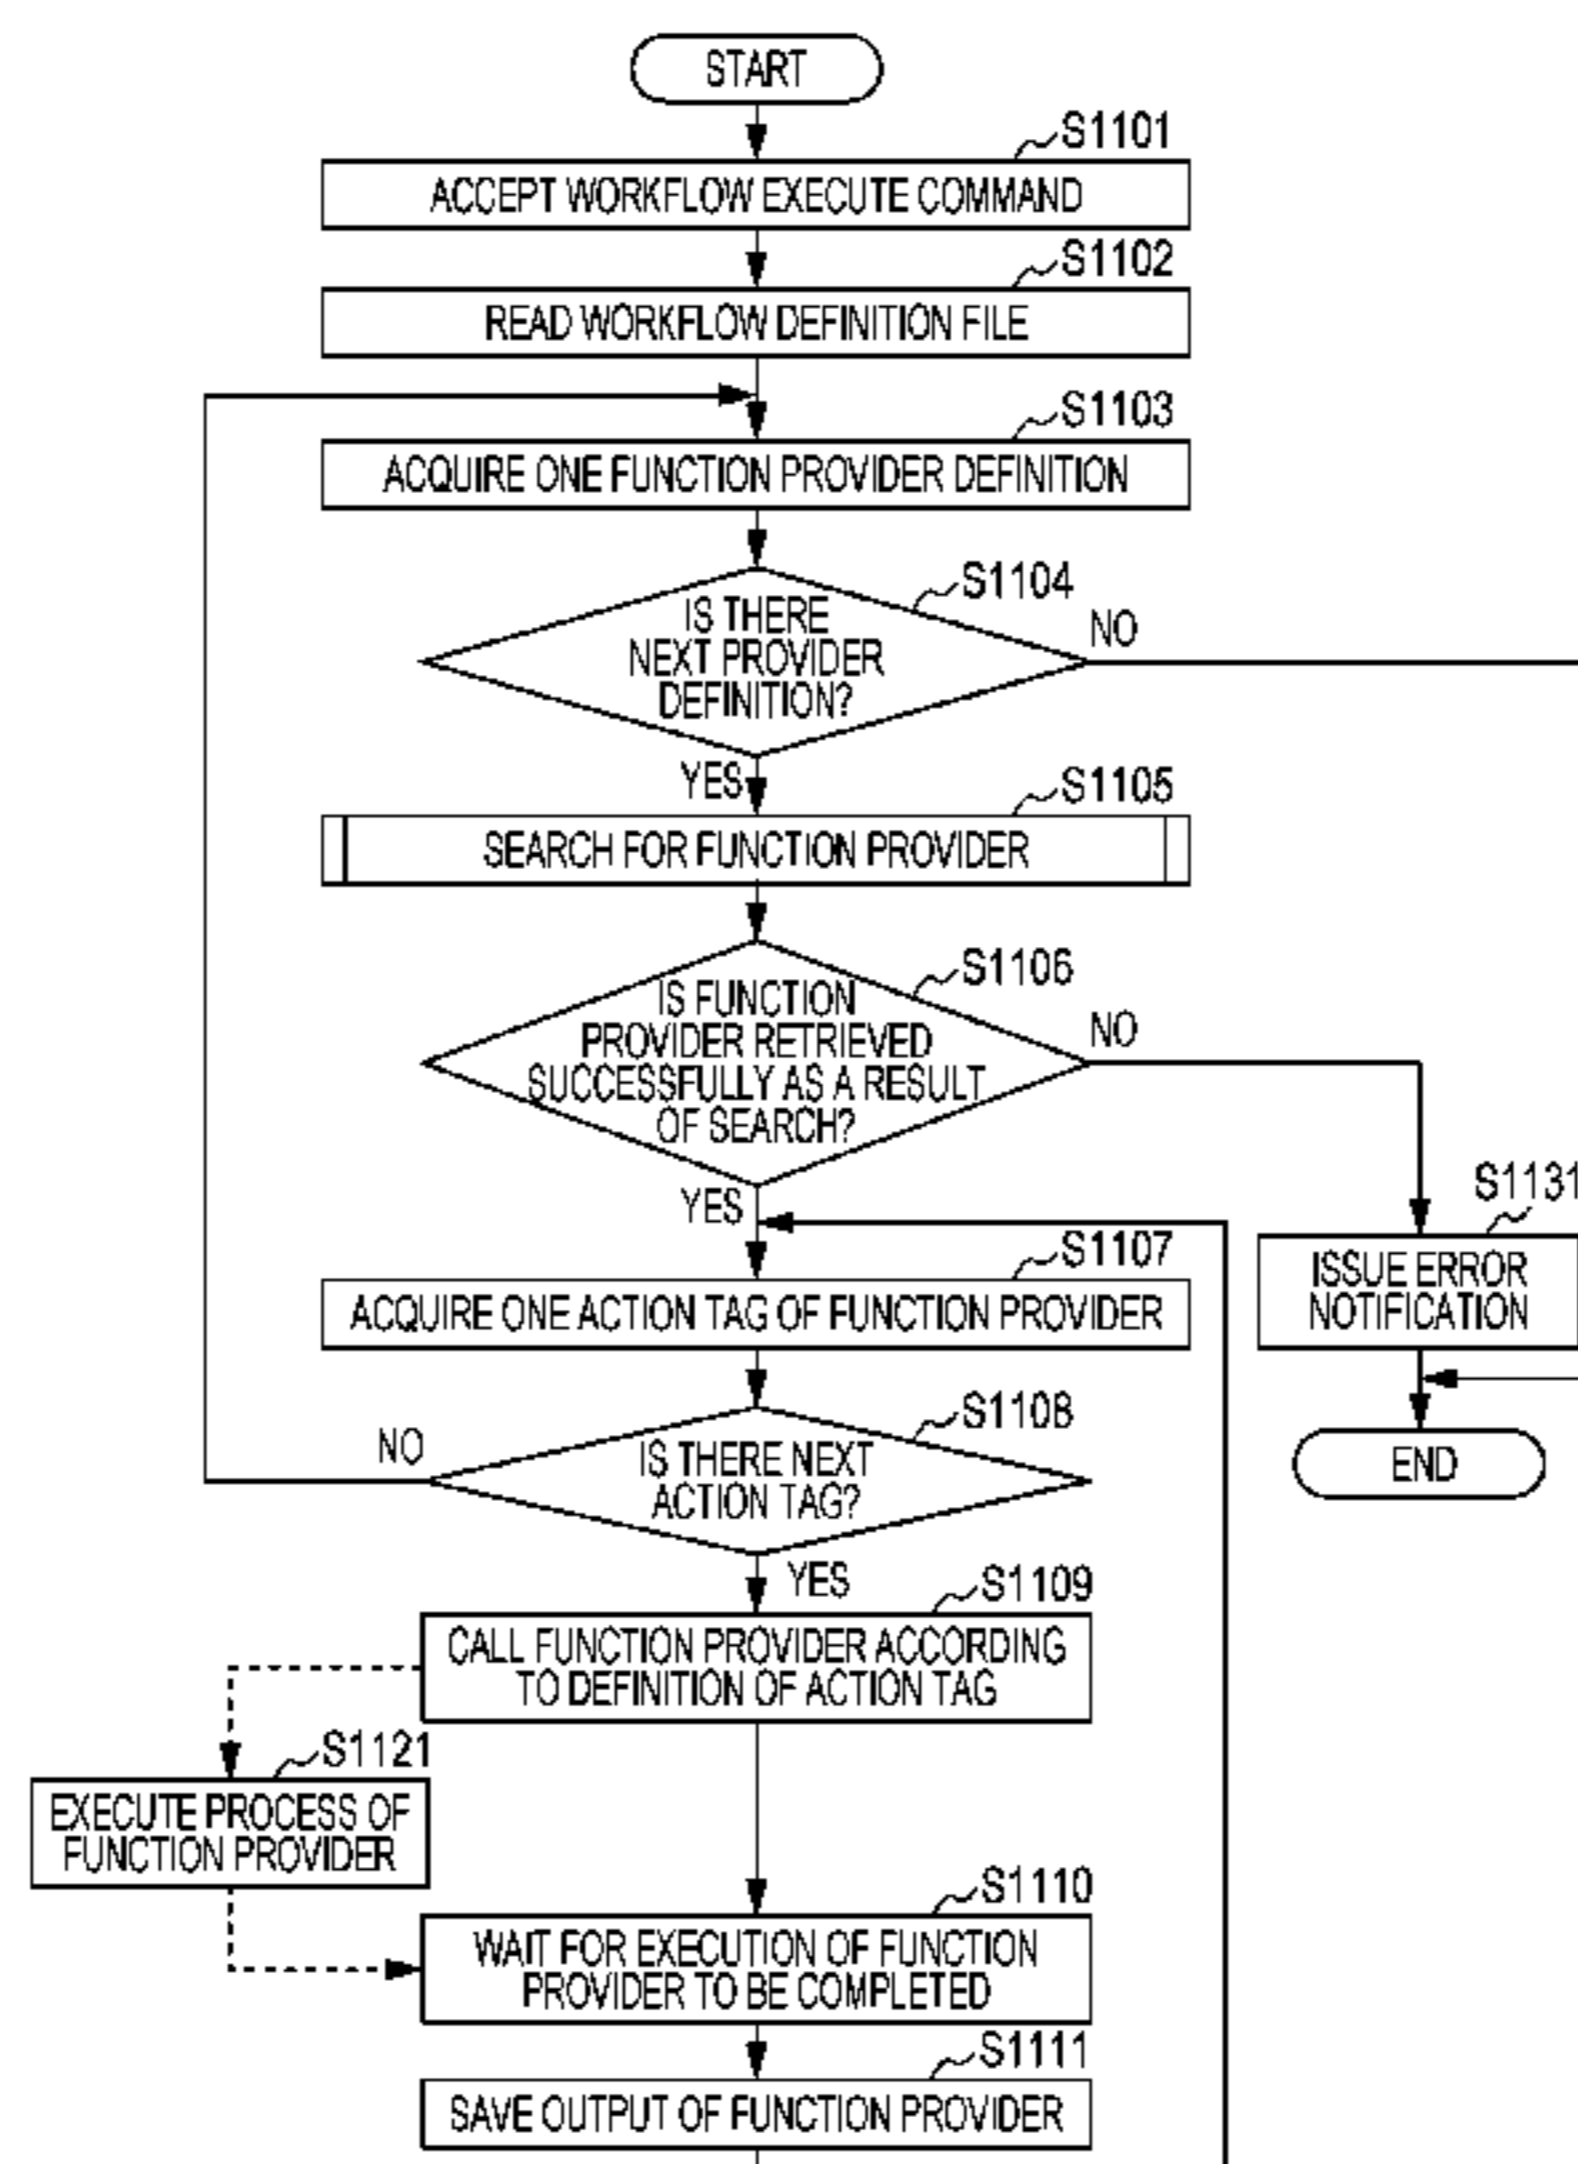 START
S1101
ACCEPT WORKFLOW EXECUTE COMMAND
S1102
READ WORKFLOW DEFINITION FILE
S1103
ACQUIRE ONE FUNCTION PROVIDER DEFINITION
S1104
IS THERE
NEXT PROVIDER
DEFINITION?
NO
YES
S1105
SEARCH FOR FUNCTION PROVIDER
S1106
IS FUNCTION
PROVIDER RETRIEVED
SUCCESSFULLY AS A RESULT
OF SEARCH?
NO
YES
S1131
ISSUE ERROR
NOTIFICATION
END
S1107
ACQUIRE ONE ACTION TAG OF FUNCTION PROVIDER
S1108
IS THERE NEXT
ACTION TAG?
NO
YES
S1109
CALL FUNCTION PROVIDER ACCORDING
TO DEFINITION OF ACTION TAG
S1121
EXECUTE PROCESS OF
FUNCTION PROVIDER
S1110
WAIT FOR EXECUTION OF FUNCTION
PROVIDER TO BE COMPLETED
S1111
SAVE OUTPUT OF FUNCTION PROVIDER